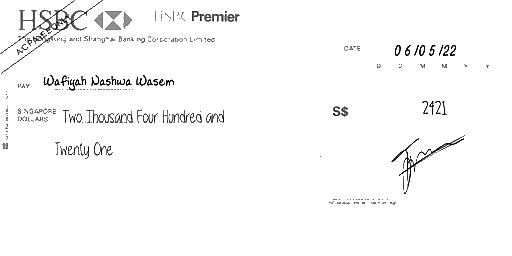 HSBC HSBC Premier
The Hongkong and Shanghai Banking Corporation Limited
A/C PAYEE ONLY
DATE 06/05/22
D D M M Y Y
PAY Wafiyah Nashwa Wasem
SINGAPORE DOLLARS Two Thousand Four Hundred and
S$ 2421
Twenty One